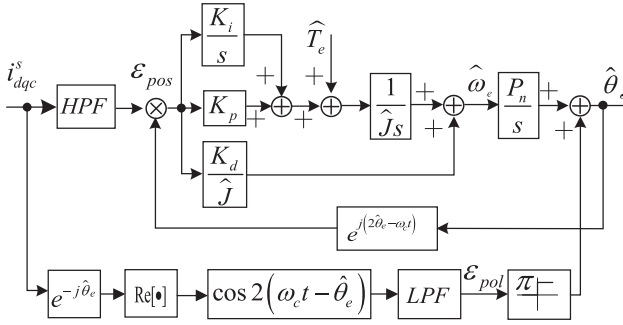 i^s_{dqc}
HPF
ε_{pos}
K_i
s
K_p
K_d
Ĵ
T̂_e
1
Ĵs
ω̂_e
P_n
s
θ̂
+ + + + + + + +
e^{j(2θ̂_e−ω_c t)}
e^{−jθ̂_e}
Re[•]
cos 2(ω_c t − θ̂_e)
LPF
ε_{pol}
π